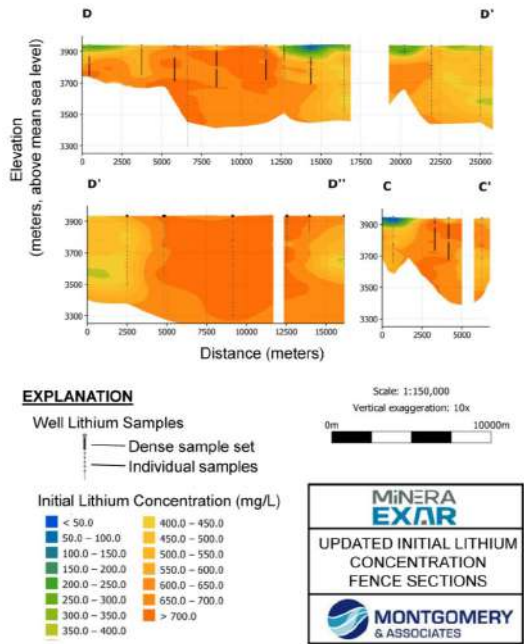 D D'
3900
3700
3500
3300
0 2500 5000 7500 10000 12500 15000 17500 20000 22500 25000
Elevation
(meters, above mean sea level)
D' D''
3900
3700
3500
3300
0 2500 5000 7500 10000 12500 15000
C C'
3900
3700
3500
3300
0 5000
Distance (meters)
EXPLANATION
Well Lithium Samples
Dense sample set
Individual samples
Initial Lithium Concentration (mg/L)
< 50.0
50.0 – 100.0
100.0 – 150.0
150.0 – 200.0
200.0 – 250.0
250.0 – 300.0
300.0 – 350.0
350.0 – 400.0
400.0 – 450.0
450.0 – 500.0
500.0 – 550.0
550.0 – 600.0
600.0 – 650.0
650.0 – 700.0
> 700.0
Scale: 1:150,000
Vertical exaggeration: 10x
0m 10000m
MINERA
EXAR
UPDATED INITIAL LITHIUM
CONCENTRATION
FENCE SECTIONS
MONTGOMERY
& ASSOCIATES